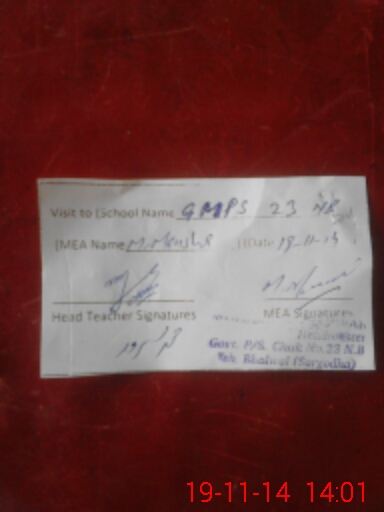 Visit to (School Name GMPS 23 NB
(MEA Name M. (Date 19-11-14
Head Teacher Signatures MEA Signatures
Headmaster
Govt. P/S. Chak No. 23 N.B
Teh. Bhalwal (Sargodha)
19-11-14 14:01